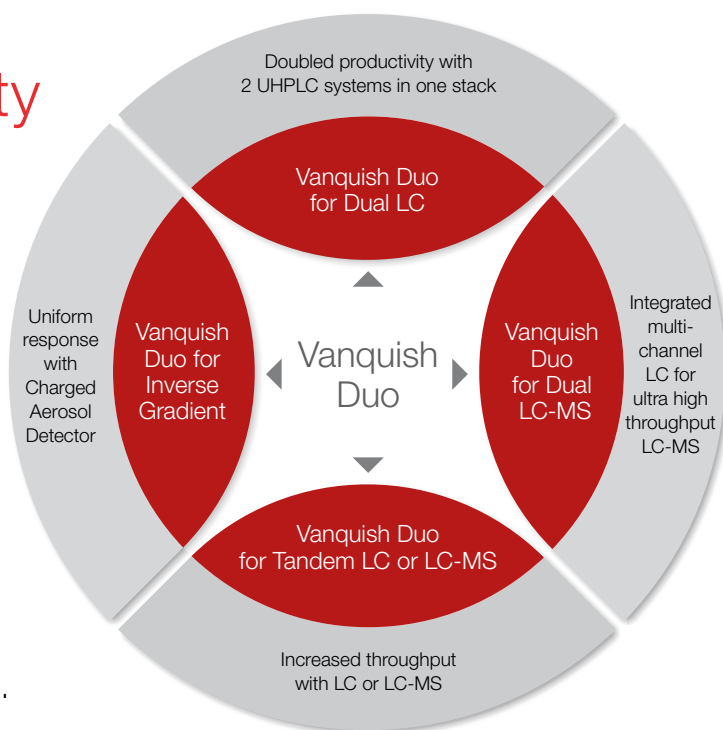 ty
Doubled productivity with
2 UHPLC systems in one stack
Vanquish Duo
for Dual LC
Uniform
response
with
Charged
Aerosol
Detector
Vanquish
Duo for
Inverse
Gradient
Vanquish
Duo
Vanquish
Duo
for Dual
LC-MS
Integrated
multi-
channel
LC for
ultra high
throughput
LC-MS
Vanquish Duo
for Tandem LC or LC-MS
Increased throughput
with LC or LC-MS
.